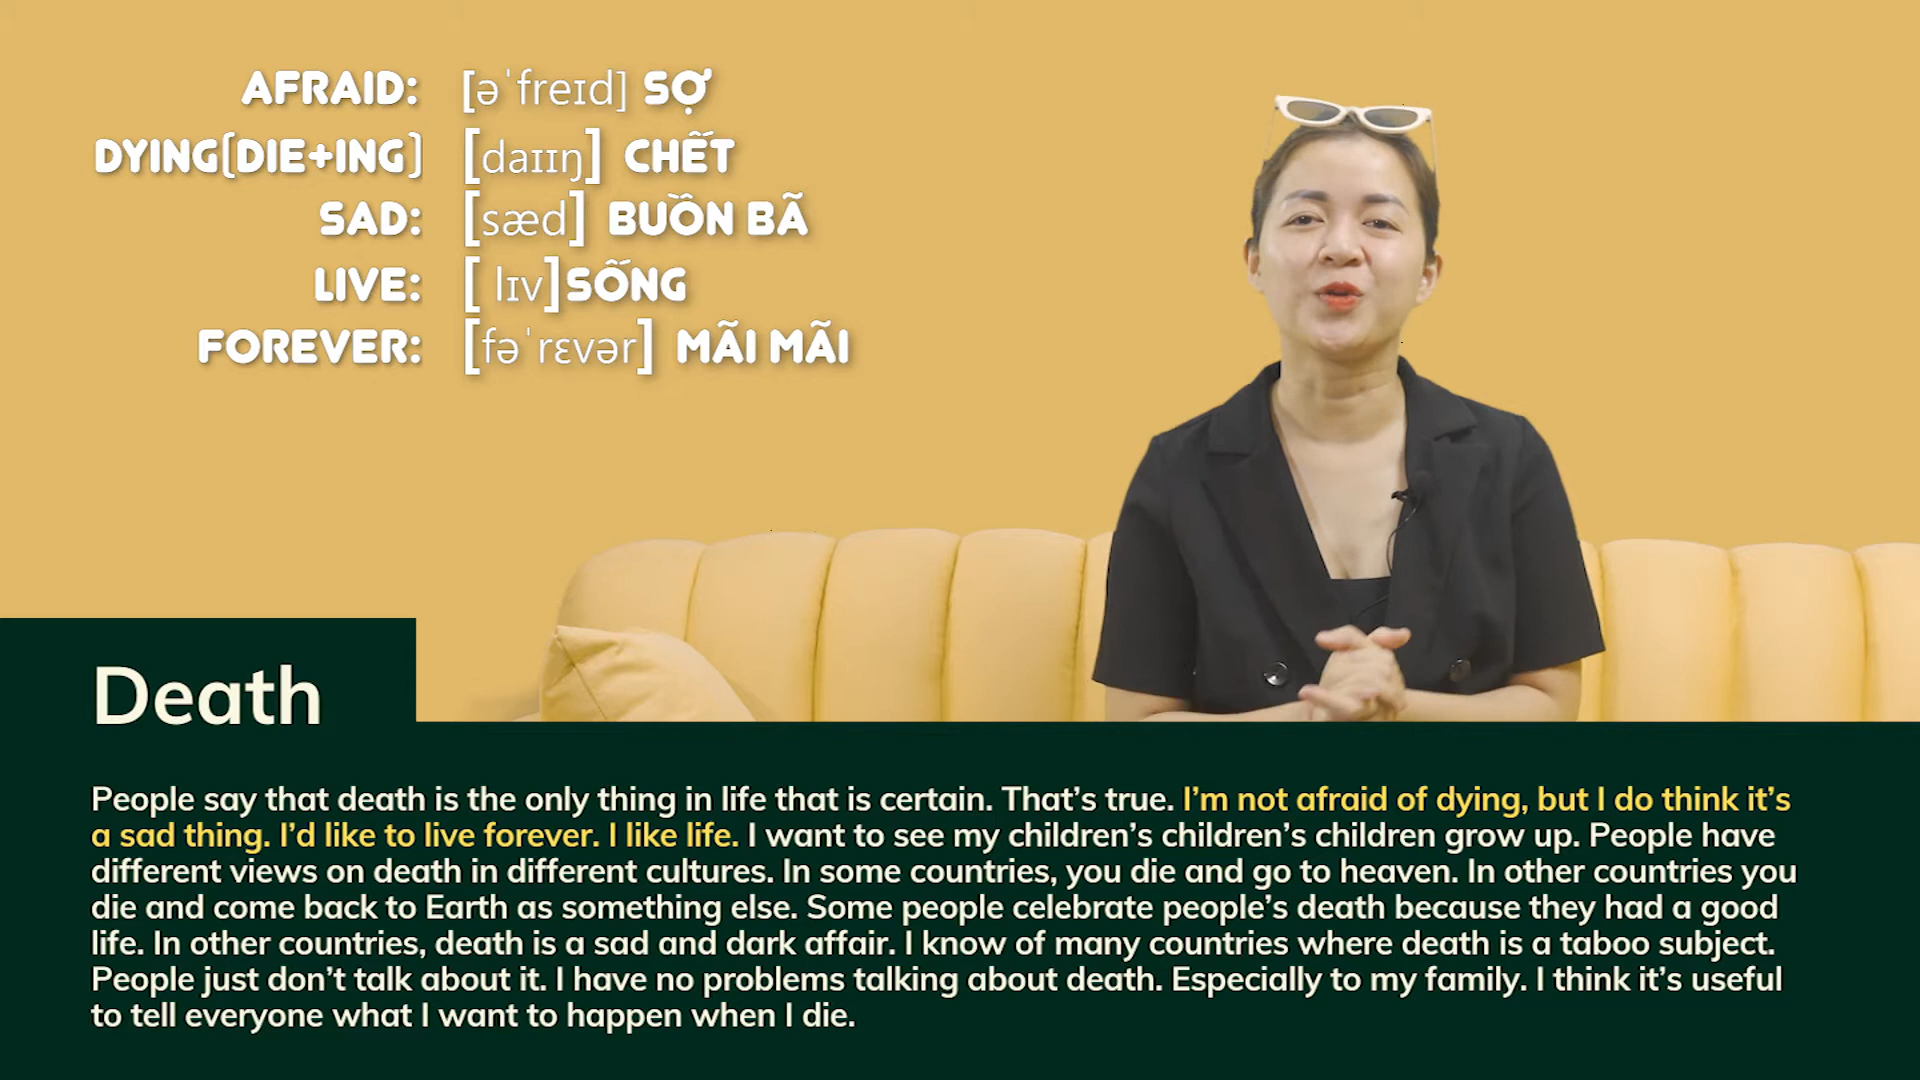 AFRAID: [əˈfreɪd] SỢ
DYING(DIE+ING) [daɪɪŋ] CHẾT
SAD: [sæd] BUỒN BÃ
LIVE: [ lɪv]SỐNG
FOREVER: [fəˈrɛvər] MÃI MÃI
Death
People say that death is the only thing in life that is certain. That’s true. I’m not afraid of dying, but I do think it’s
a sad thing. I’d like to live forever. I like life. I want to see my children’s children’s children grow up. People have
different views on death in different cultures. In some countries, you die and go to heaven. In other countries you
die and come back to Earth as something else. Some people celebrate people’s death because they had a good
life. In other countries, death is a sad and dark affair. I know of many countries where death is a taboo subject.
People just don’t talk about it. I have no problems talking about death. Especially to my family. I think it’s useful
to tell everyone what I want to happen when I die.